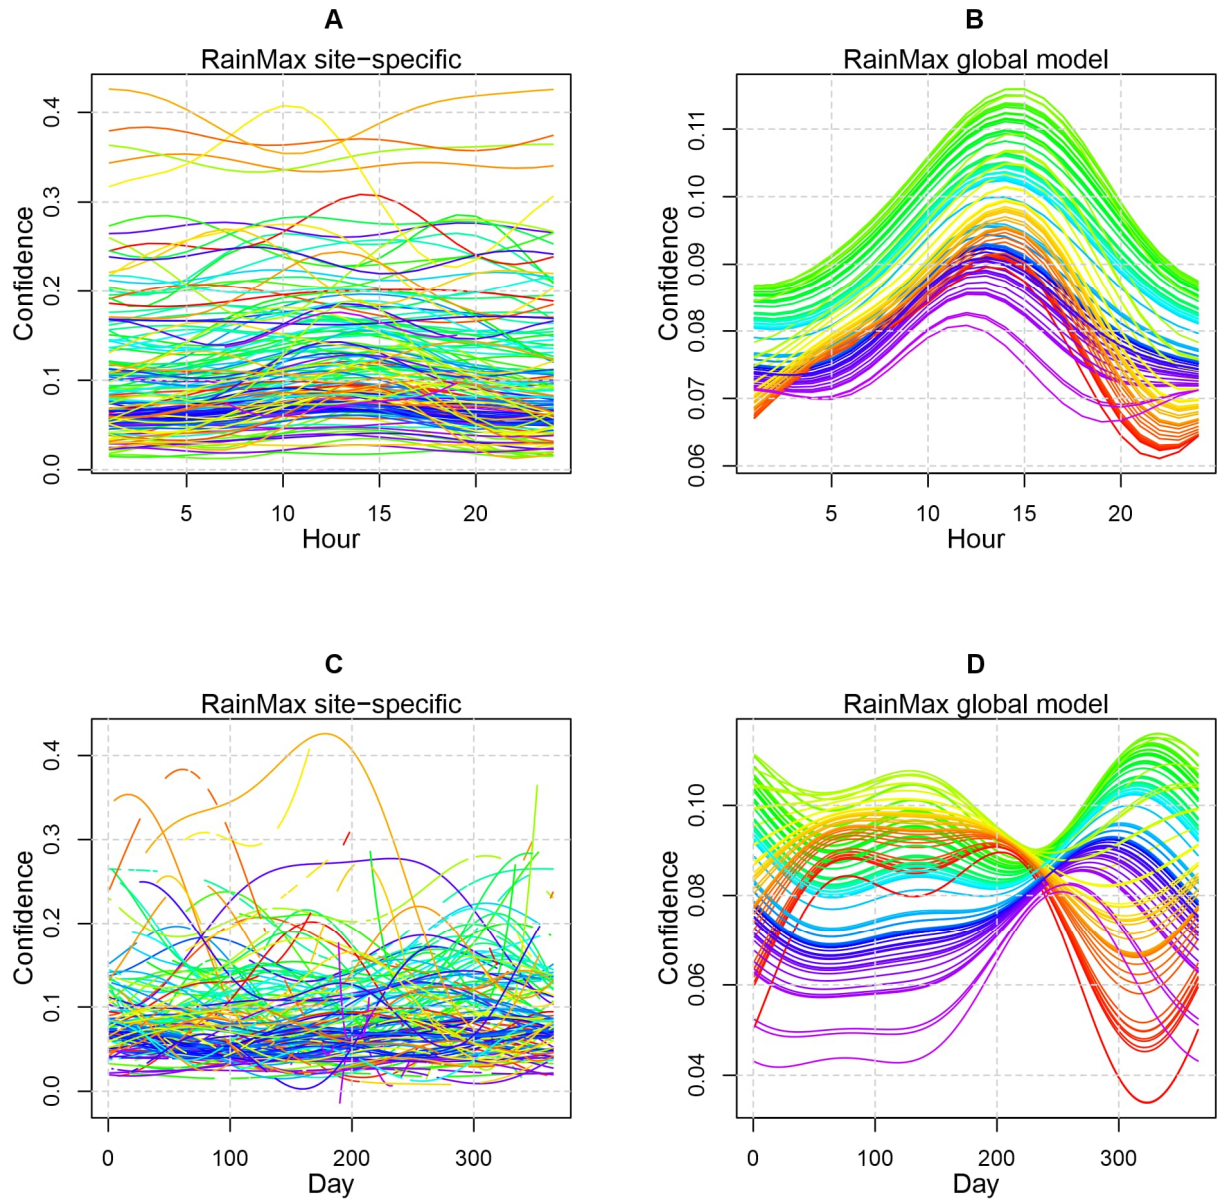 A
RainMax site−specific
Confidence
0.4
0.3
0.2
0.1
0.0
5 10 15 20
Hour
B
RainMax global model
Confidence
0.11
0.10
0.09
0.08
0.07
0.06
5 10 15 20
Hour
C
RainMax site−specific
Confidence
0.4
0.3
0.2
0.1
0.0
0 100 200 300
Day
D
RainMax global model
Confidence
0.10
0.08
0.06
0.04
0 100 200 300
Day